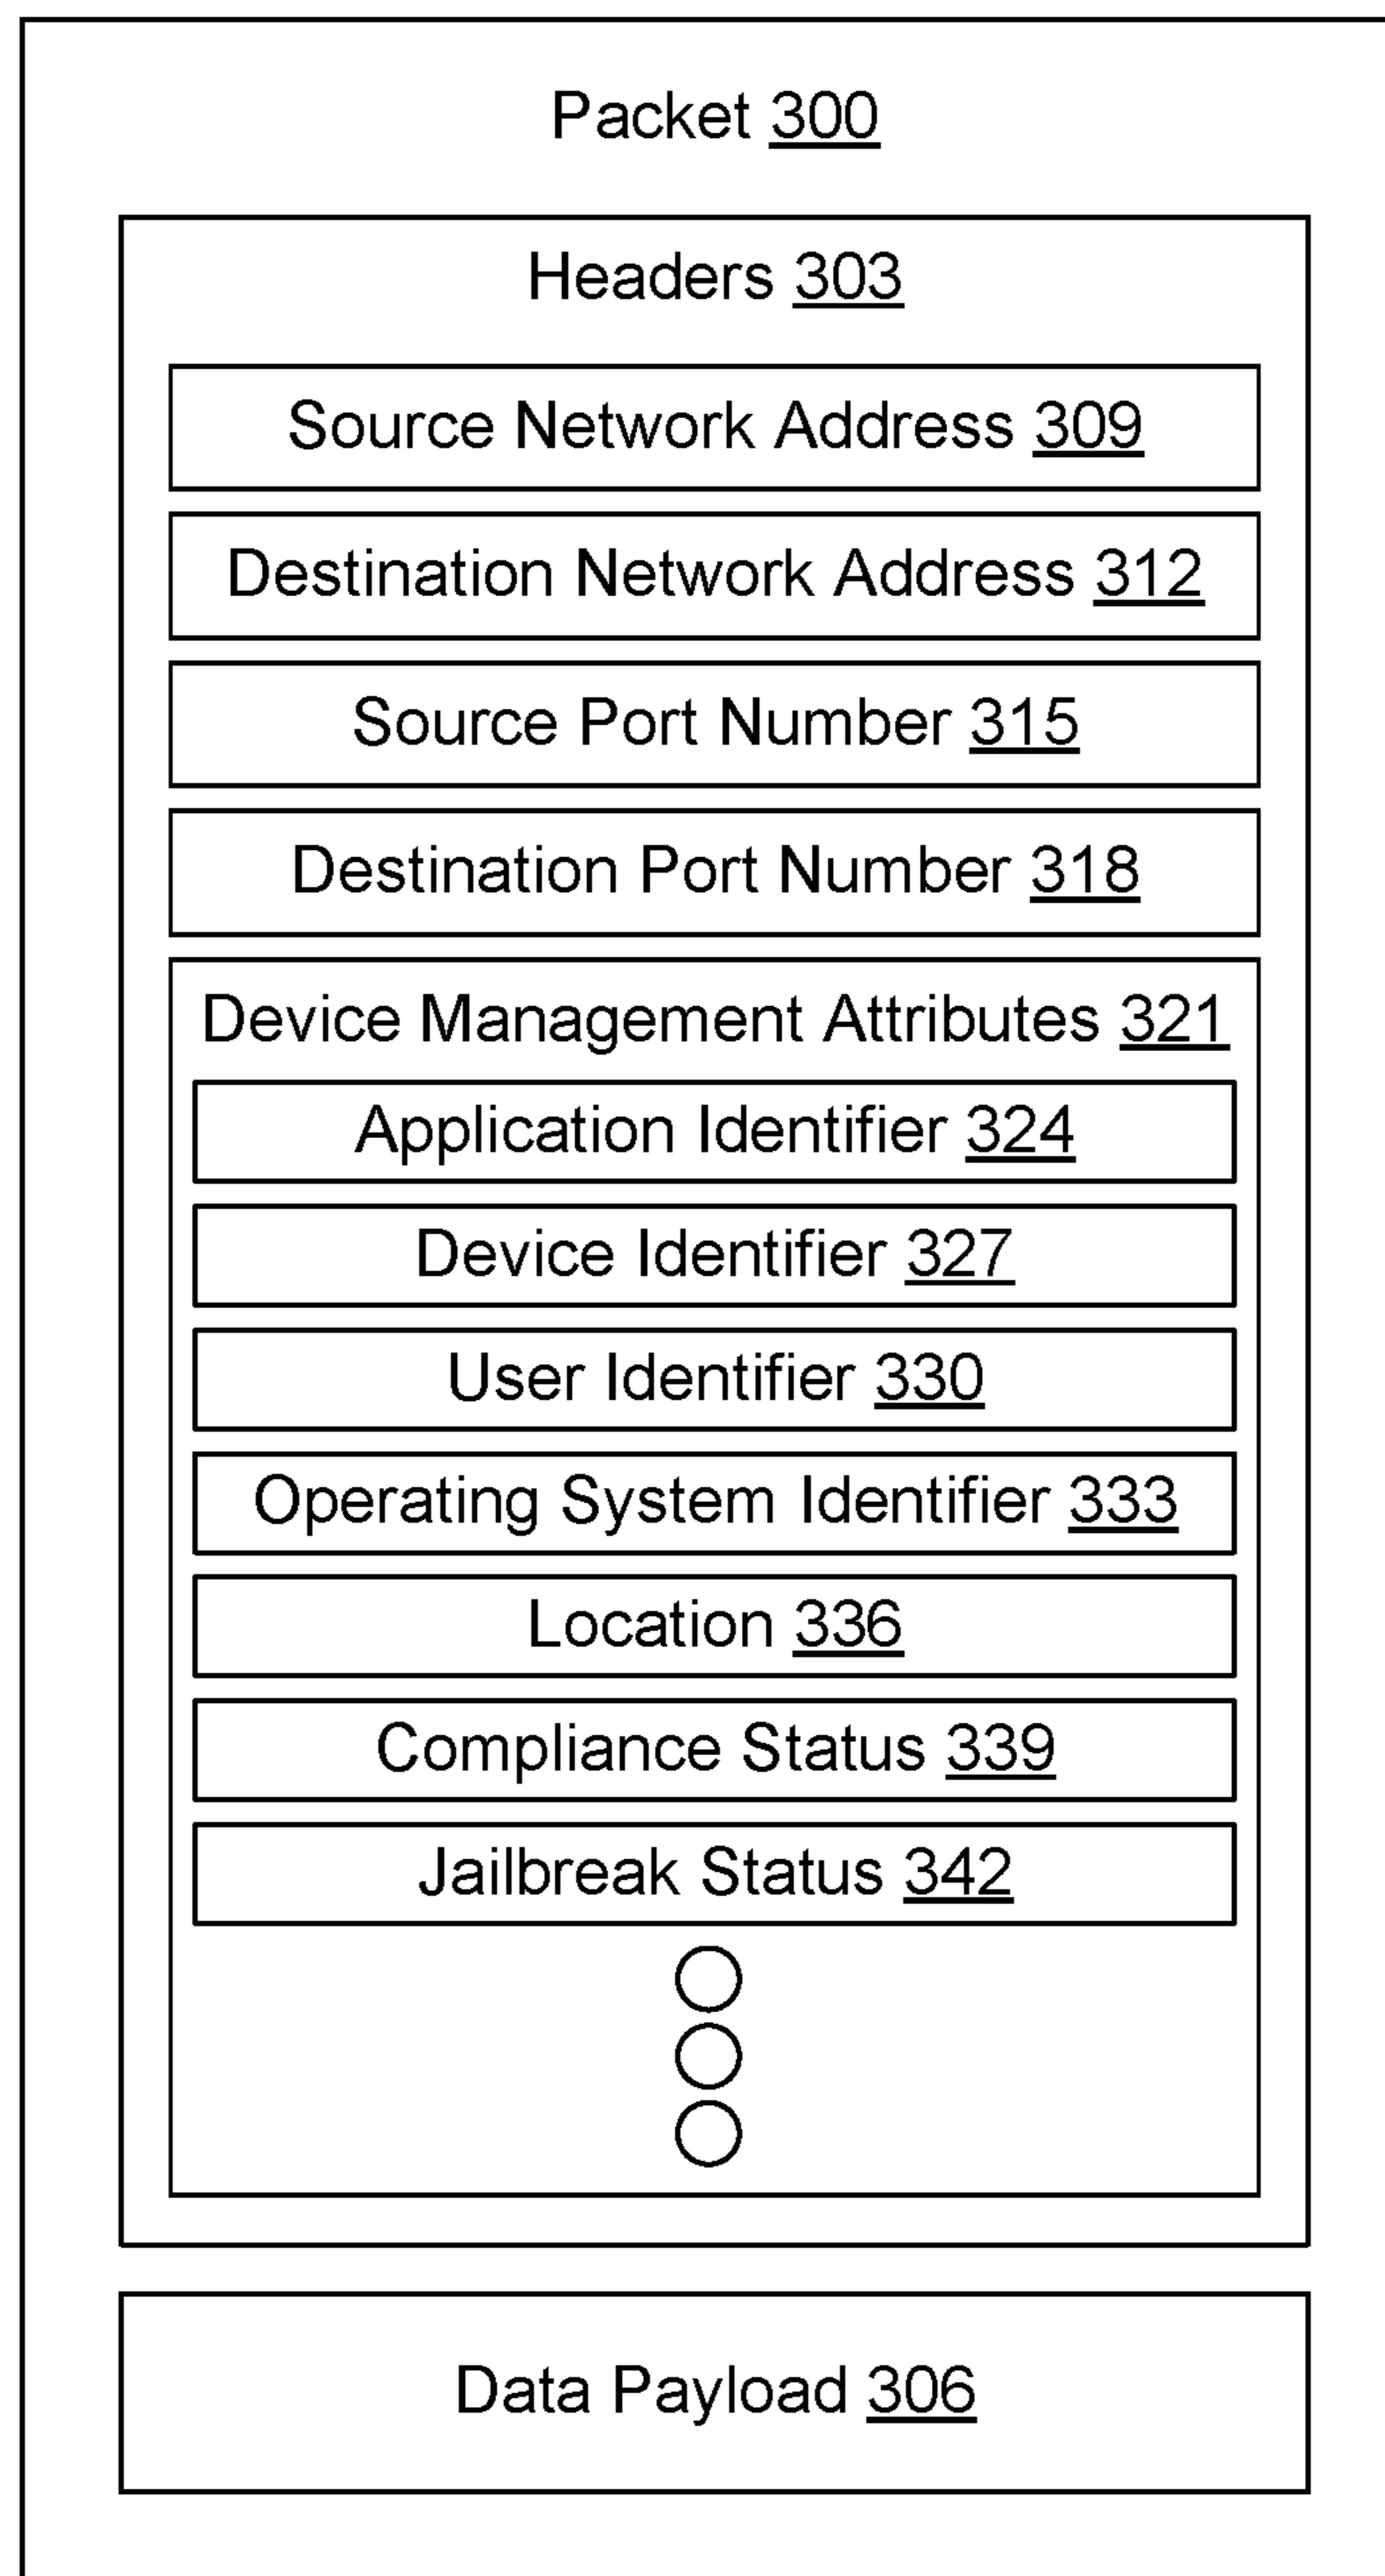 Packet 300
Headers 303
Source Network Address 309
Destination Network Address 312
Source Port Number 315
Destination Port Number 318
Device Management Attributes 321
Application Identifier 324
Device Identifier 327
User Identifier 330
Operating System Identifier 333
Location 336
Compliance Status 339
Jailbreak Status 342
Data Payload 306